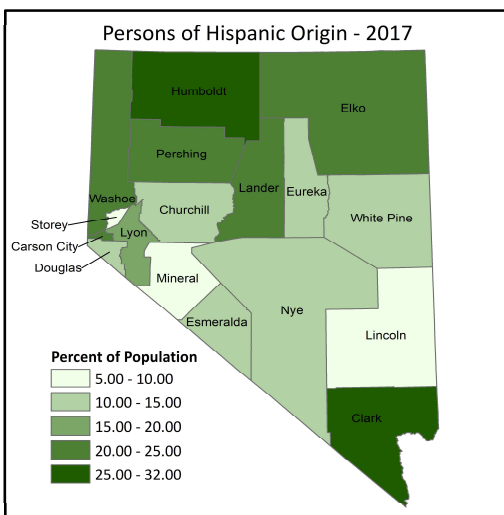 Persons of Hispanic Origin - 2017
Humboldt
Elko
Pershing
Washoe
Lander
Eureka
Storey
Churchill
White Pine
Lyon
Carson City
Douglas
Mineral
Nye
Esmeralda
Lincoln
Clark
Percent of Population
5.00 - 10.00
10.00 - 15.00
15.00 - 20.00
20.00 - 25.00
25.00 - 32.00